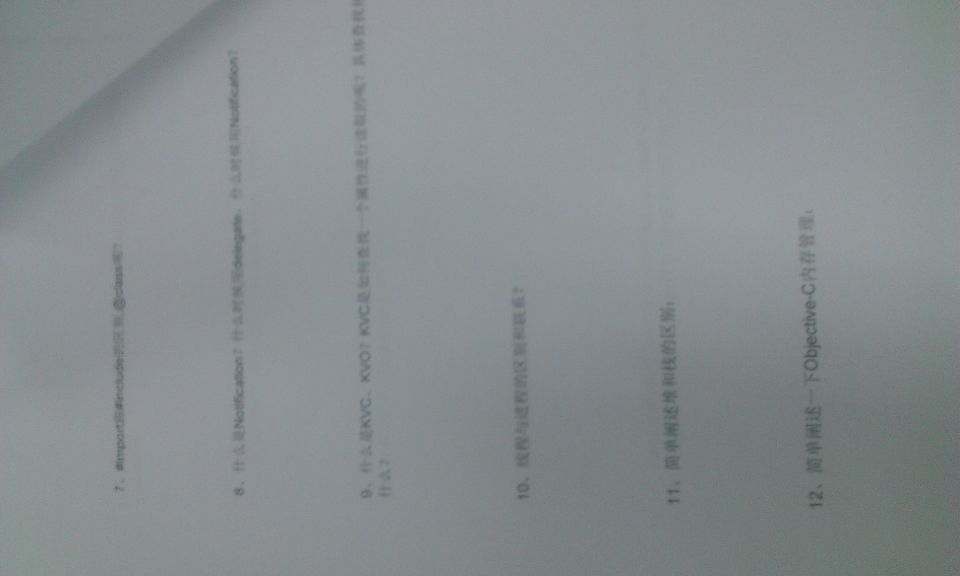 7、#import跟#include的区别,@class呢?
8、什么是Notification? 什么时候用delegate、什么时候用Notification?
9、什么是KVC、KVO? KVC是如何查找一个属性进行读取的呢? 具体查找
什么?
10、线程与进程的区别和联系?
11、简单阐述堆和栈的区别;
12、简单阐述一下Objective-C内存管理;